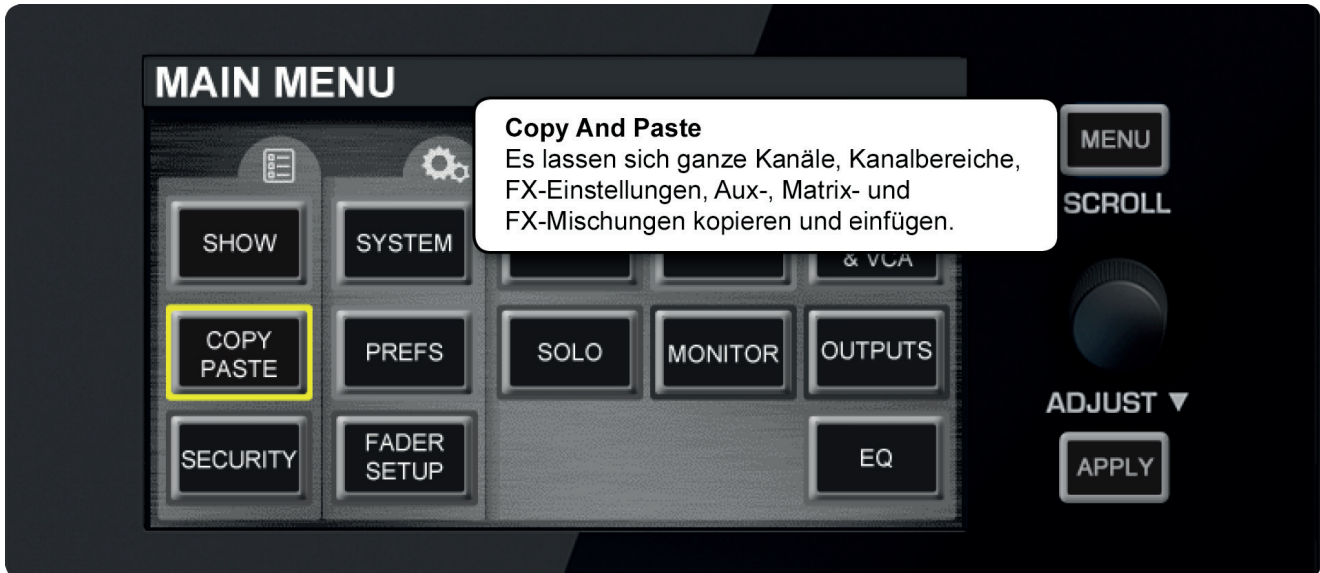 MAIN MENU
Copy And Paste
Es lassen sich ganze Kanäle, Kanalbereiche,
FX-Einstellungen, Aux-, Matrix- und
FX-Mischungen kopieren und einfügen.
MENU
SCROLL
SHOW
SYSTEM
& VCA
COPY
PASTE
PREFS
SOLO
MONITOR
OUTPUTS
ADJUST ▼
SECURITY
FADER
SETUP
EQ
APPLY